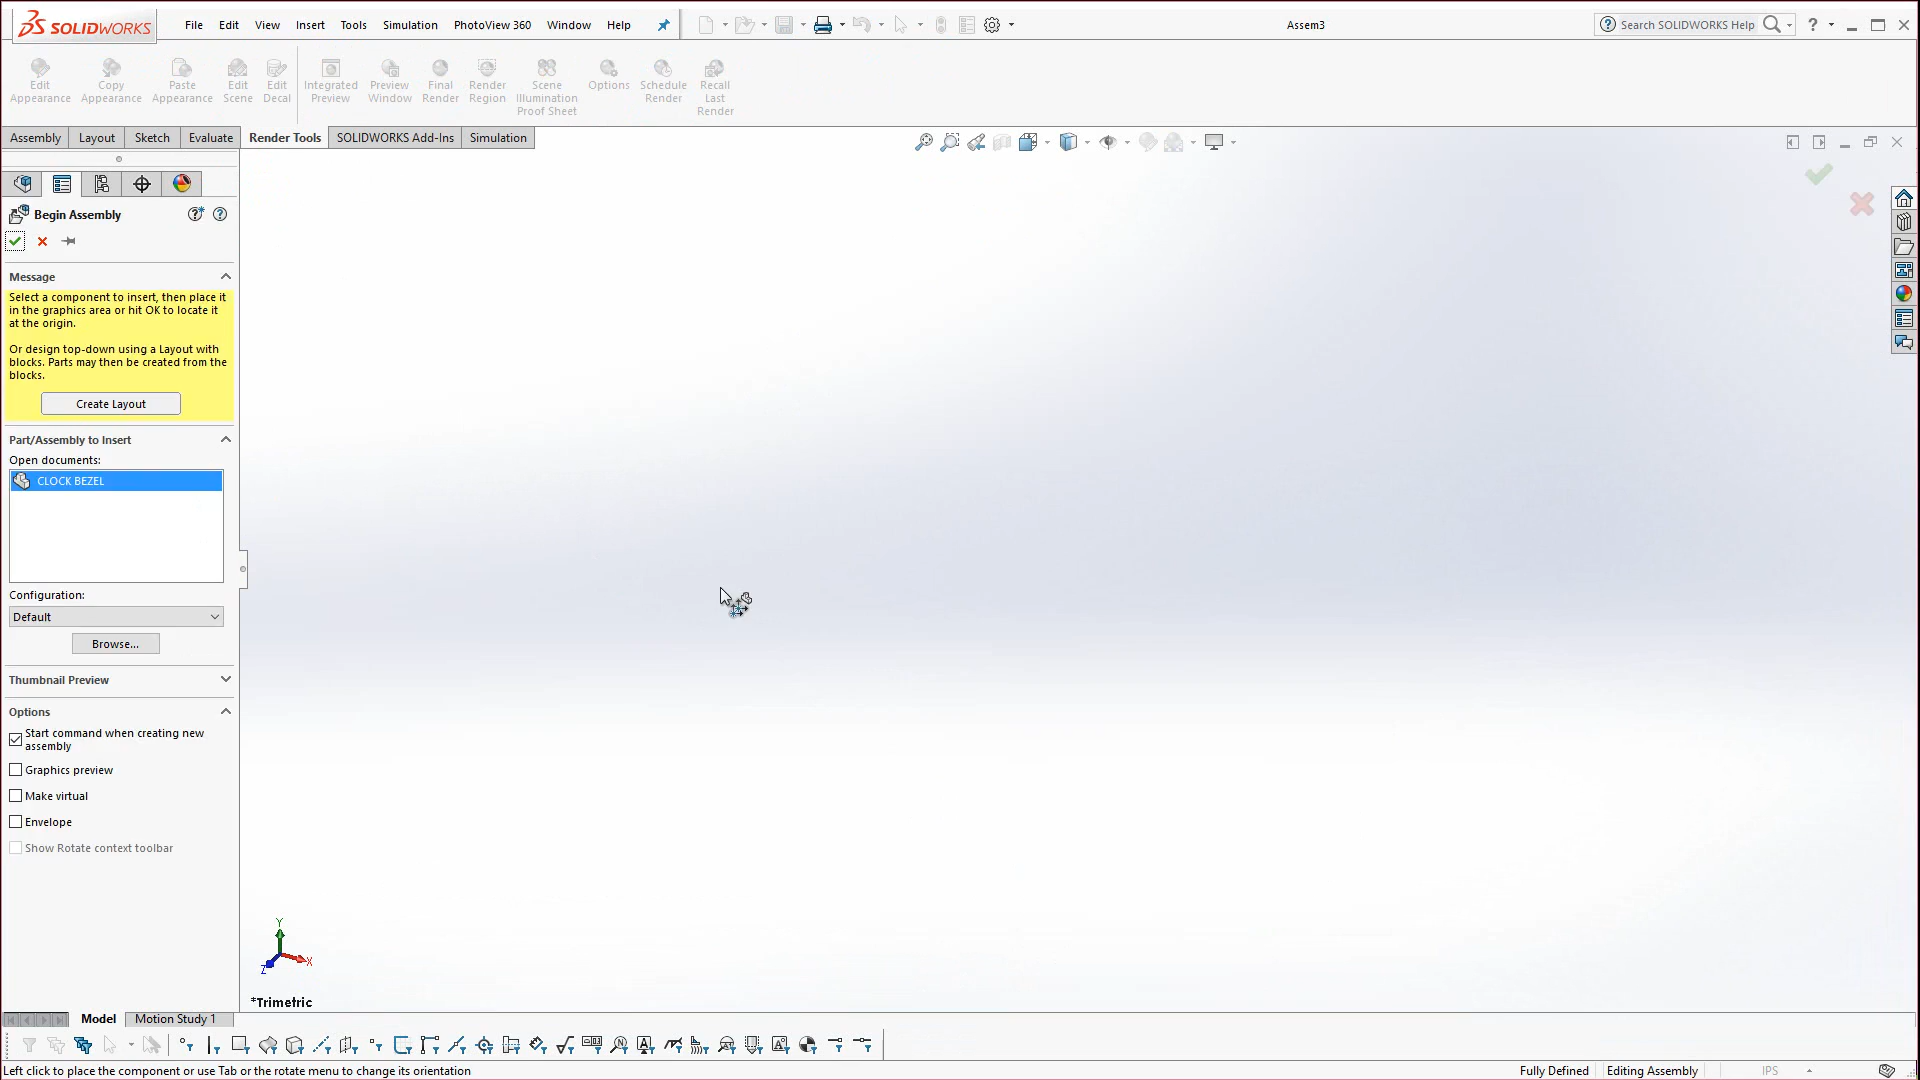 SOLIDWORKS
File Edit View Insert Tools Simulation PhotoView 360 Window Help
Assem3
Search SOLIDWORKS Help
Edit Appearance
Copy Appearance
Paste Appearance
Edit Scene
Edit Decal
Integrated Preview
Preview Window
Final Render
Render Region
Scene Illumination Proof Sheet
Options
Schedule Render
Recall Last Render
Assembly Layout Sketch Evaluate Render Tools SOLIDWORKS Add-Ins Simulation
Begin Assembly
Message
Select a component to insert, then place it
in the graphics area or hit OK to locate it
at the origin.
Or design top-down using a Layout with
blocks. Parts may then be created from the
blocks.
Create Layout
Part/Assembly to Insert
Open documents:
CLOCK BEZEL
Configuration:
Default
Browse...
Thumbnail Preview
Options
Start command when creating new
assembly
Graphics preview
Make virtual
Envelope
Show Rotate context toolbar
Y
X
Z
*Trimetric
Model Motion Study 1
Left click to place the component or use Tab or the rotate menu to change its orientation
Fully Defined Editing Assembly IPS